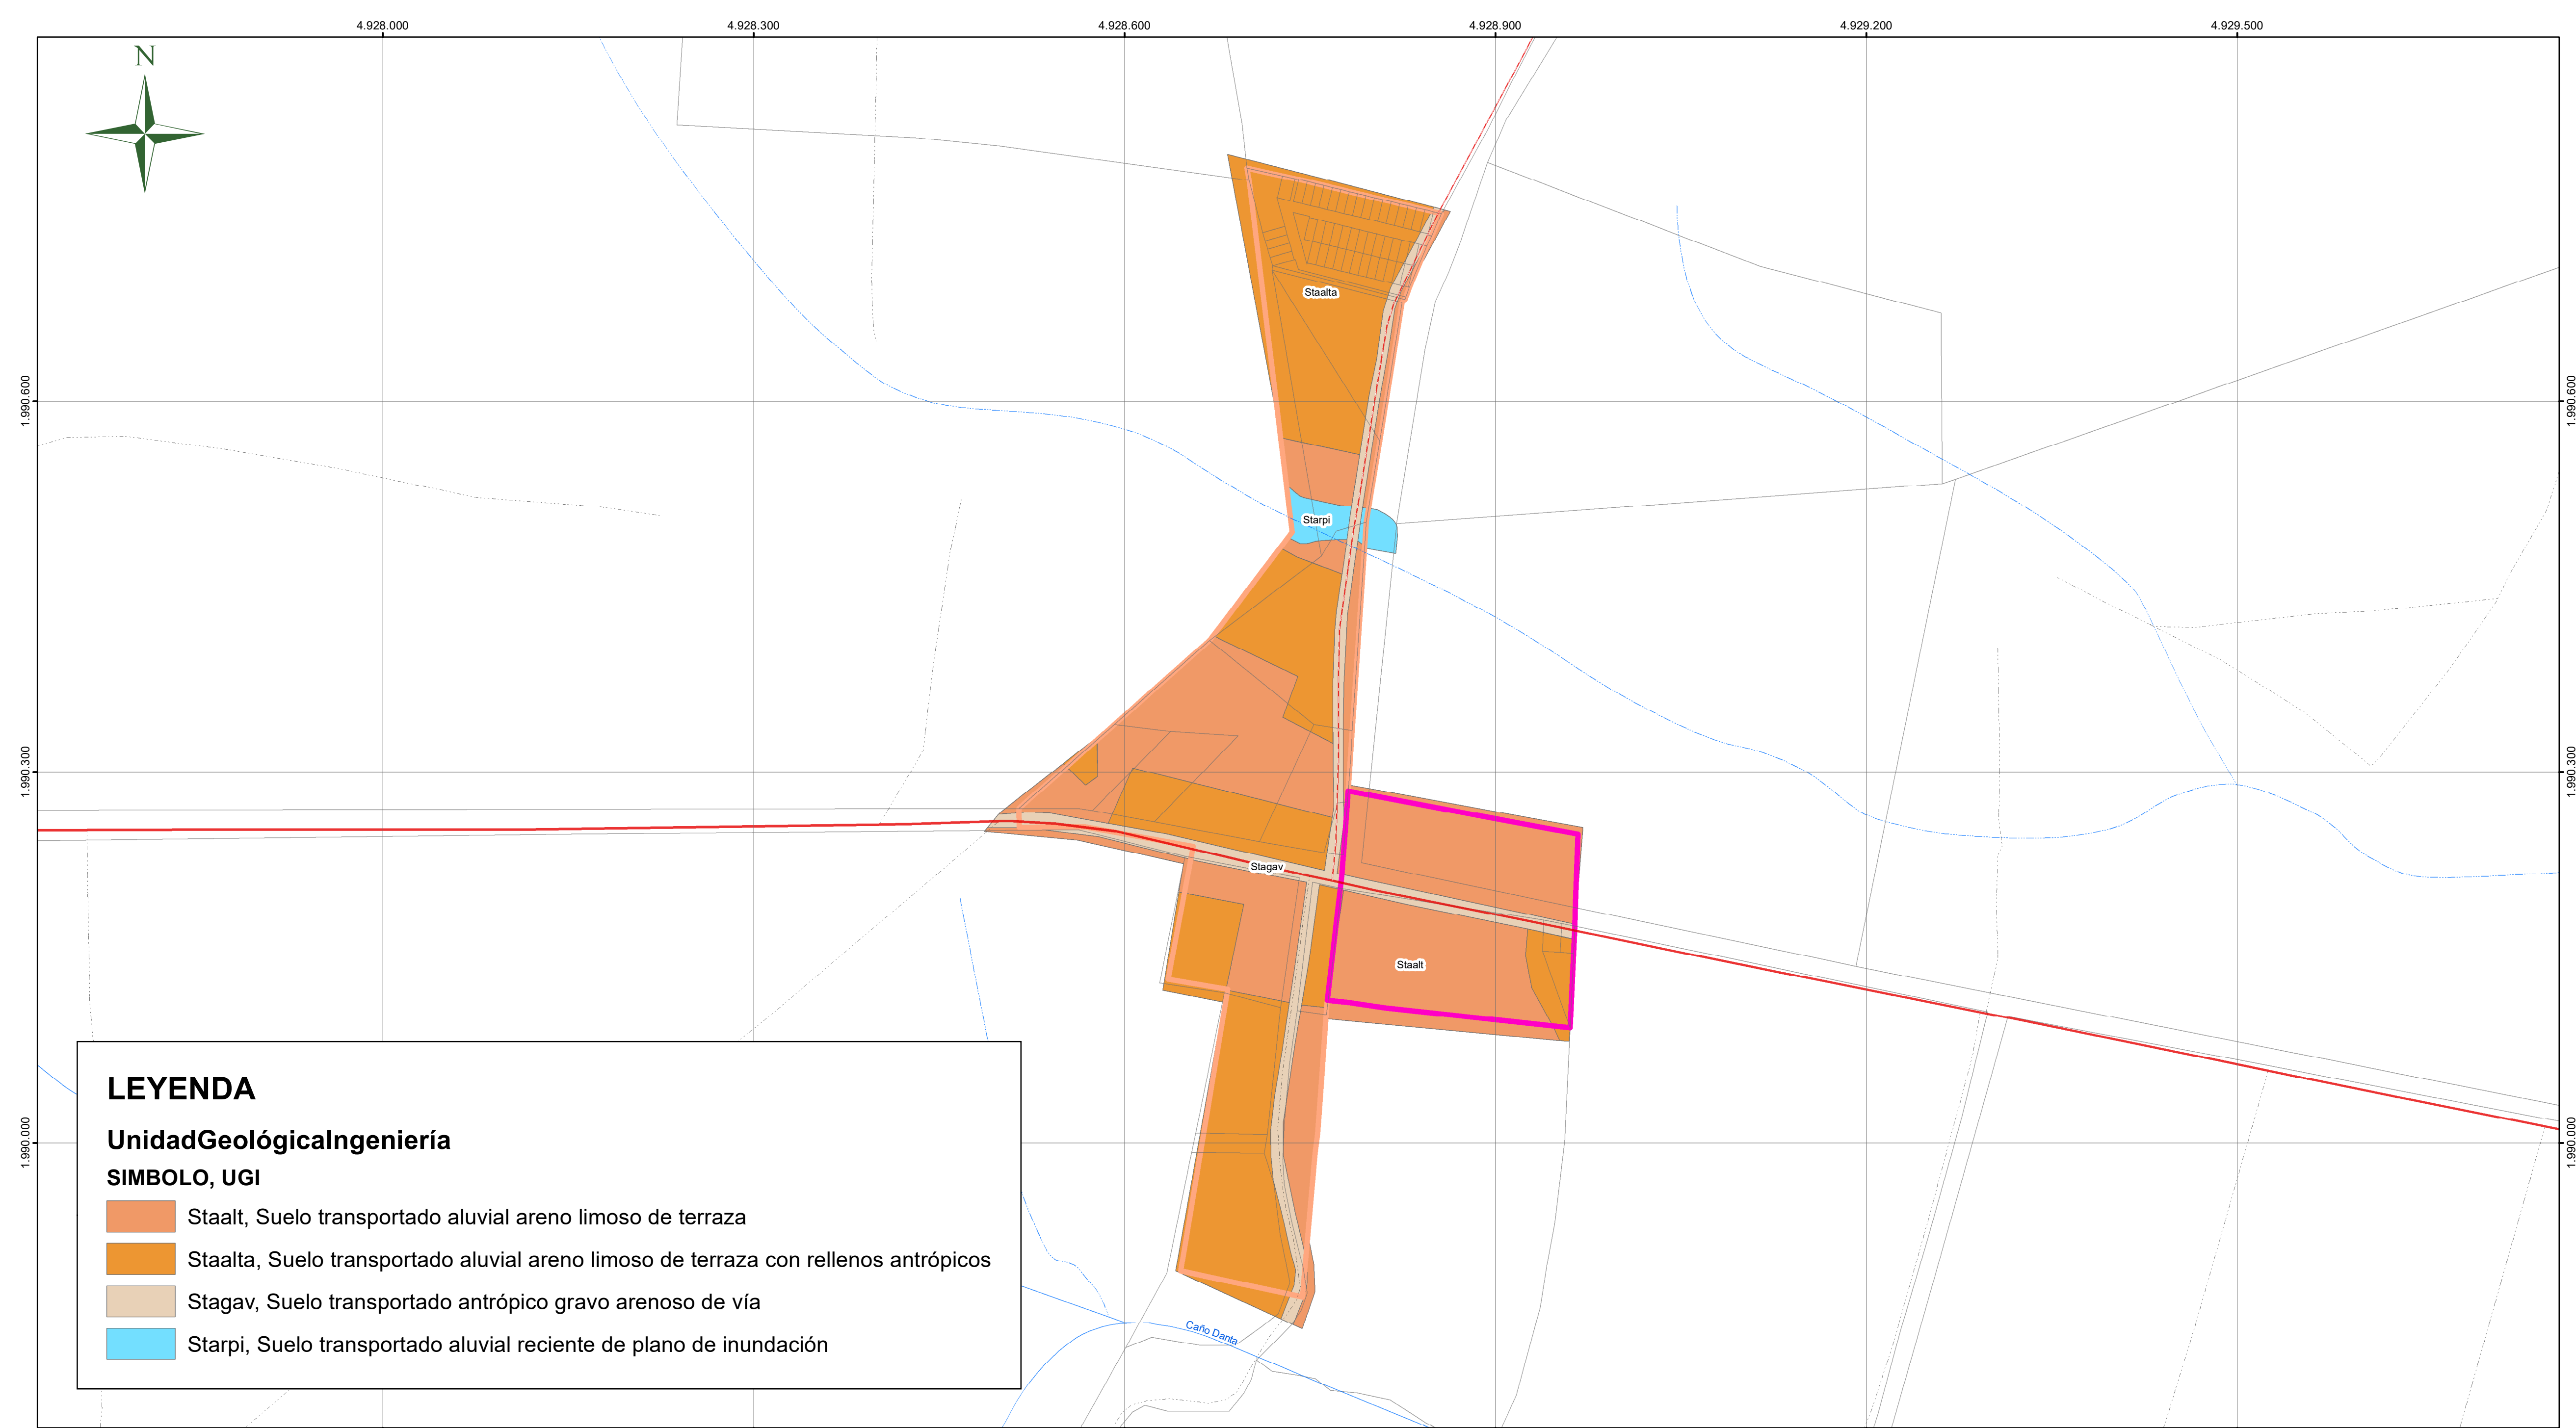 4.928.000 4.928.300 4.928.600 4.928.900 4.929.200 4.929.500
N
Staalta
1.990.600 1.990.600
Starpi
1.990.300 1.990.300
Stagav
Staalt
LEYENDA
UnidadGeológicaIngeniería
1.990.000 1.990.000
SIMBOLO, UGI
Staalt, Suelo transportado aluvial areno limoso de terraza
Staalta, Suelo transportado aluvial areno limoso de terraza con rellenos antrópicos
Stagav, Suelo transportado antrópico gravo arenoso de vía
Starpi, Suelo transportado aluvial reciente de plano de inundación
Caño Danta